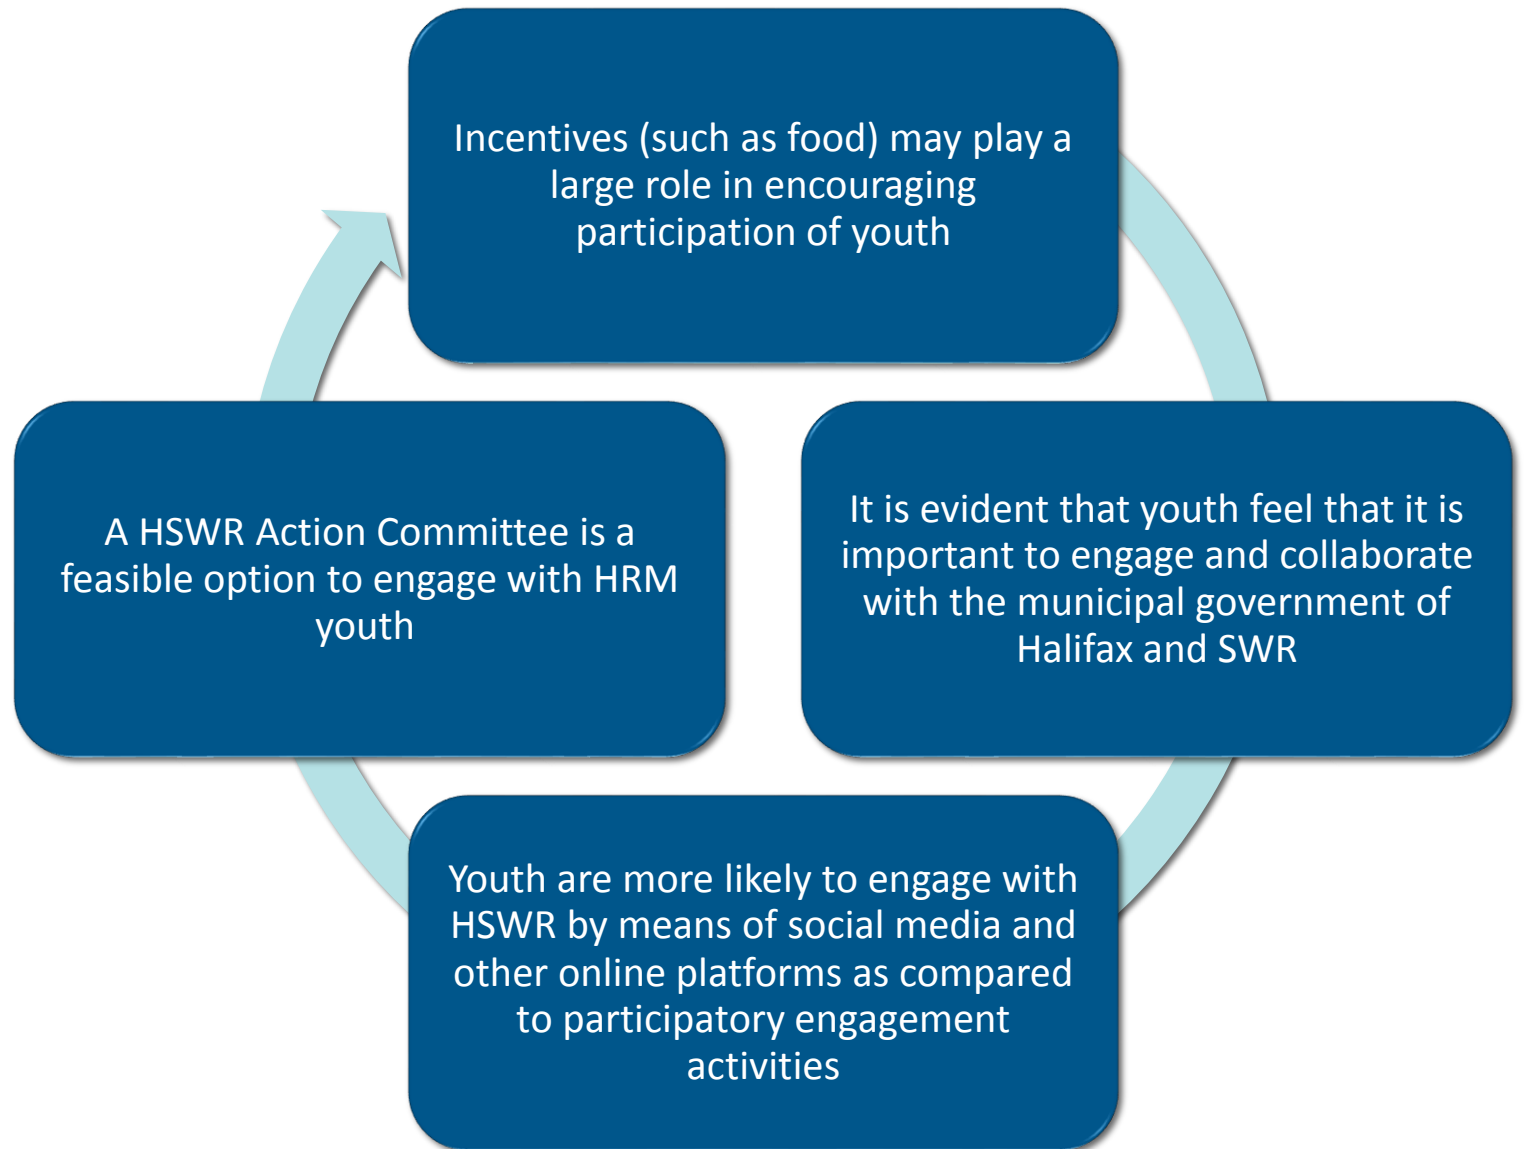 Incentives (such as food) may play a
large role in encouraging
participation of youth
It is evident that youth feel that it is
important to engage and collaborate
with the municipal government of
Halifax and SWR
Youth are more likely to engage with
HSWR by means of social media and
other online platforms as compared
to participatory engagement
activities
A HSWR Action Committee is a
feasible option to engage with HRM
youth